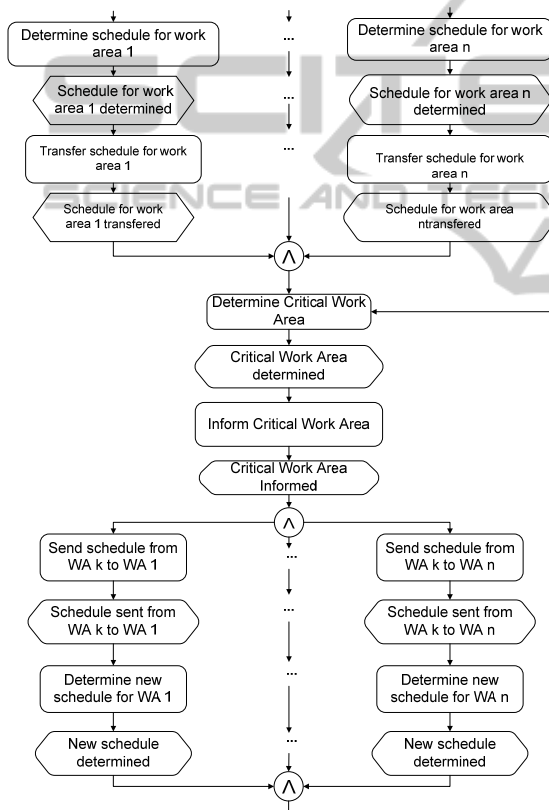 Determine schedule for work
area 1
...
Determine schedule for work
area n
Schedule for work
area 1 determined
...
Schedule for work area n
determined
Transfer schedule for work
area 1
...
Transfer schedule for work
area n
SCITE
SCIENCE AND TECH
Schedule for work
area 1 transfered
Schedule for work area
ntransfered
Λ
Determine Critical Work
Area
Critical Work Area
determined
Inform Critical Work Area
Critical Work Area
Informed
Λ
Send schedule from
WA k to WA 1
...
Send schedule from
WA k to WA n
Schedule sent from
WA k to WA 1
...
Schedule sent from
WA k to WA n
Determine new
schedule for WA 1
...
Determine new
schedule for WA n
New schedule
determined
...
New schedule
determined
Λ